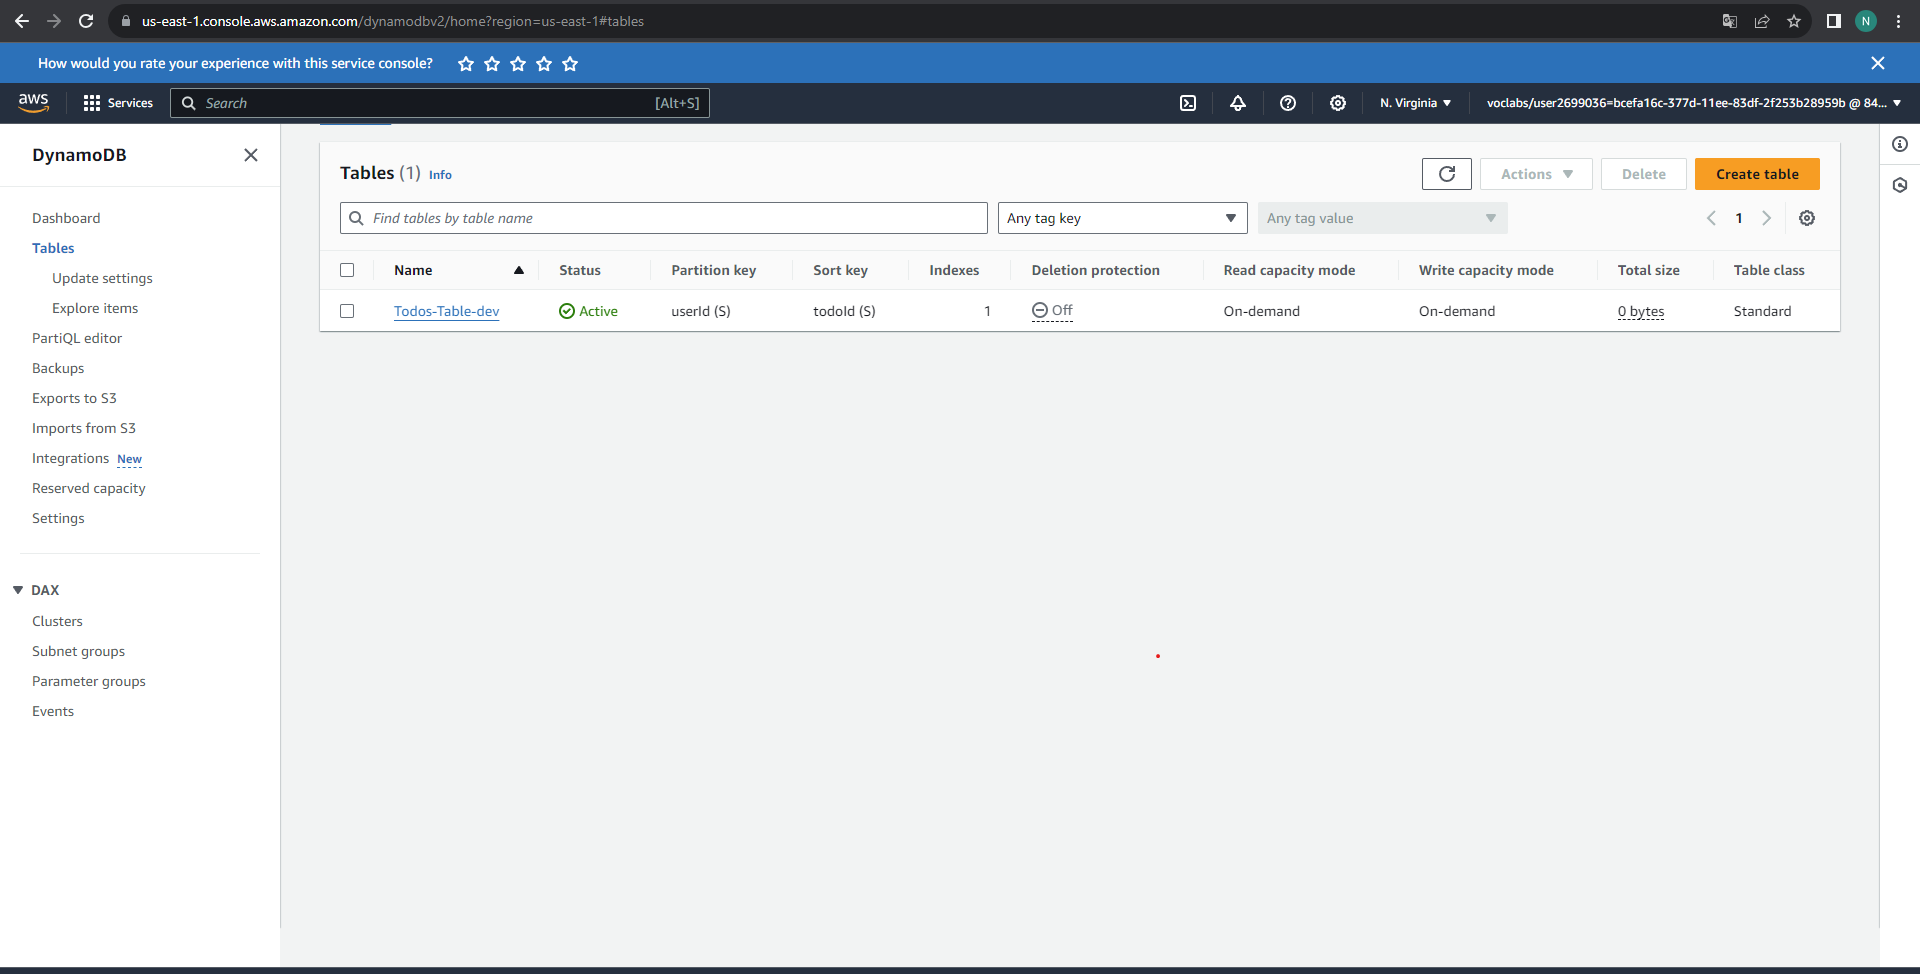 us-east-1.console.aws.amazon.com/dynamodbv2/home?region=us-east-1#tables
N
How would you rate your experience with this service console?
aws
Services
Search
[Alt+S]
N. Virginia
voclabs/user2699036=bcefa16c-377d-11ee-83df-2f253b28959b @ 84...
DynamoDB
Dashboard
Tables
Update settings
Explore items
PartiQL editor
Backups
Exports to S3
Imports from S3
Integrations New
Reserved capacity
Settings
DAX
Clusters
Subnet groups
Parameter groups
Events
Tables (1) Info
Actions
Delete
Create table
Find tables by table name
Any tag key
Any tag value
1
Name Status Partition key Sort key Indexes Deletion protection Read capacity mode Write capacity mode Total size Table class
Todos-Table-dev Active userId (S) todoId (S) 1 Off On-demand On-demand 0 bytes Standard